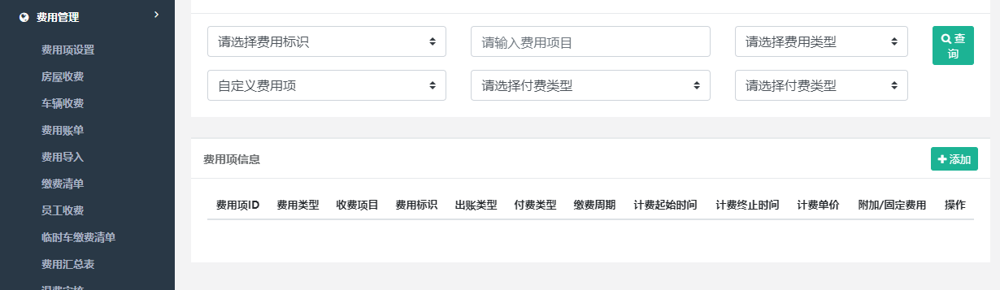 费用管理
费用项设置
房屋收费
车辆收费
费用账单
费用导入
缴费清单
员工收费
临时车缴费清单
费用汇总表
退费审核
请选择费用标识
请输入费用项目
请选择费用类型
查
询
自定义费用项
请选择付费类型
请选择付费类型
费用项信息
添加
费用项ID 费用类型 收费项目 费用标识 出账类型 付费类型 缴费周期 计费起始时间 计费终止时间 计费单价 附加/固定费用 操作